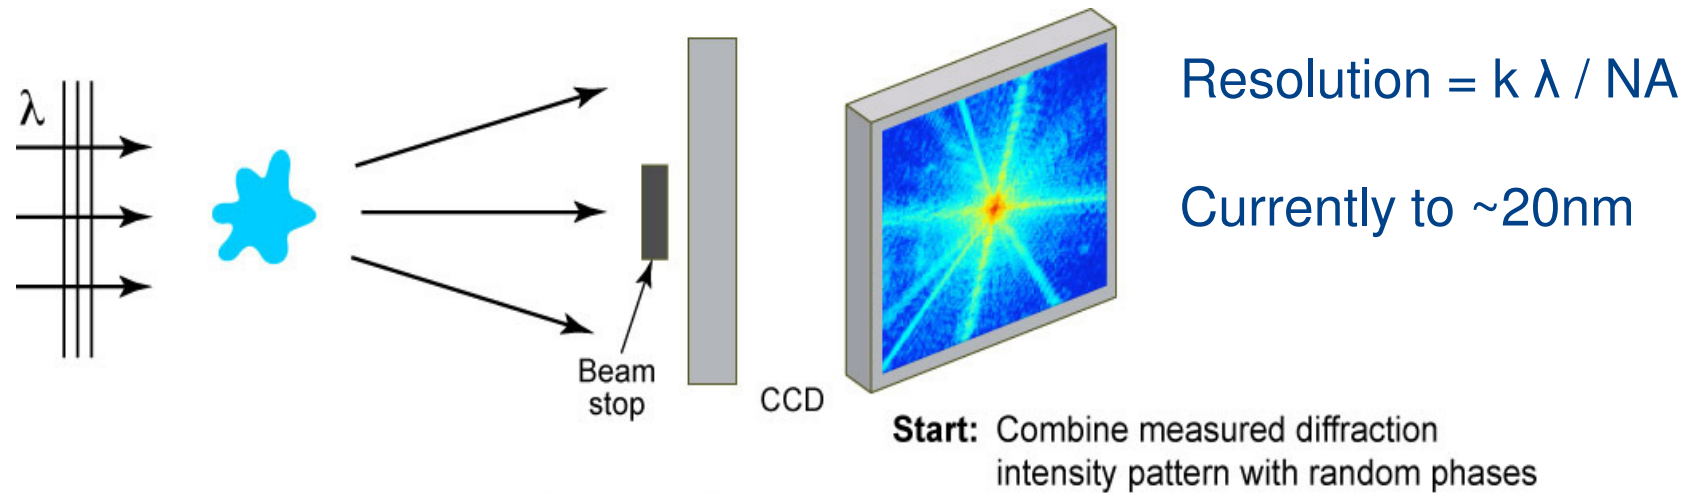 λ
Beam
stop
CCD
Resolution = k λ / NA
Currently to ~20nm
Start: Combine measured diffraction
intensity pattern with random phases